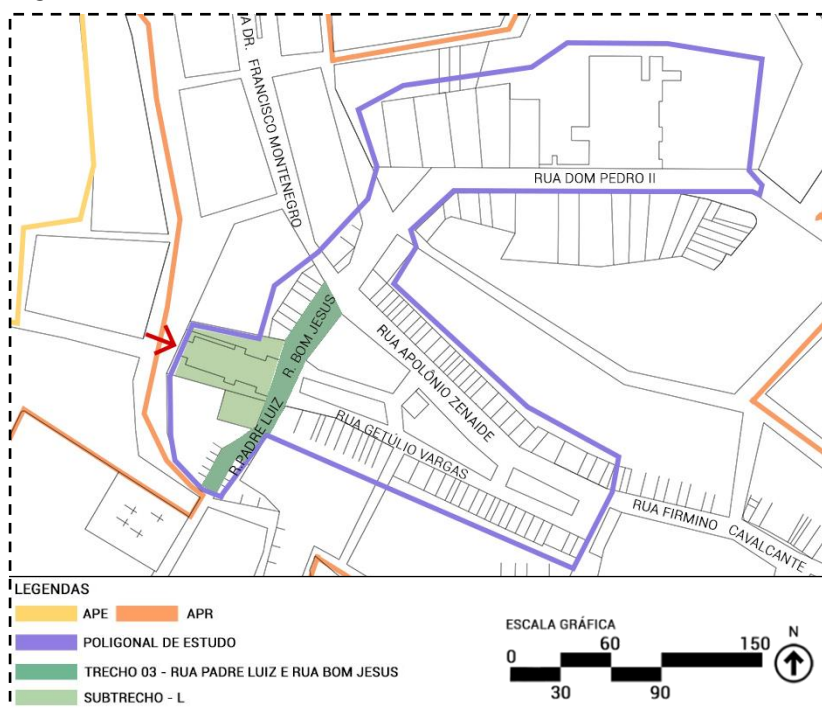 A DR. FRANCISCO MONTENEGRO
RUA DOM PEDRO II
R. BOM JESUS
RUA APOLÔNIO ZENAIDE
R.PADRE LUIZ
RUA GETÚLIO VARGAS
RUA FIRMINO CAVALCANTE
LEGENDAS
APE APR
POLIGONAL DE ESTUDO
TRECHO 03 - RUA PADRE LUIZ E RUA BOM JESUS
SUBTRECHO - L
ESCALA GRÁFICA
N
0 60 150
30 90